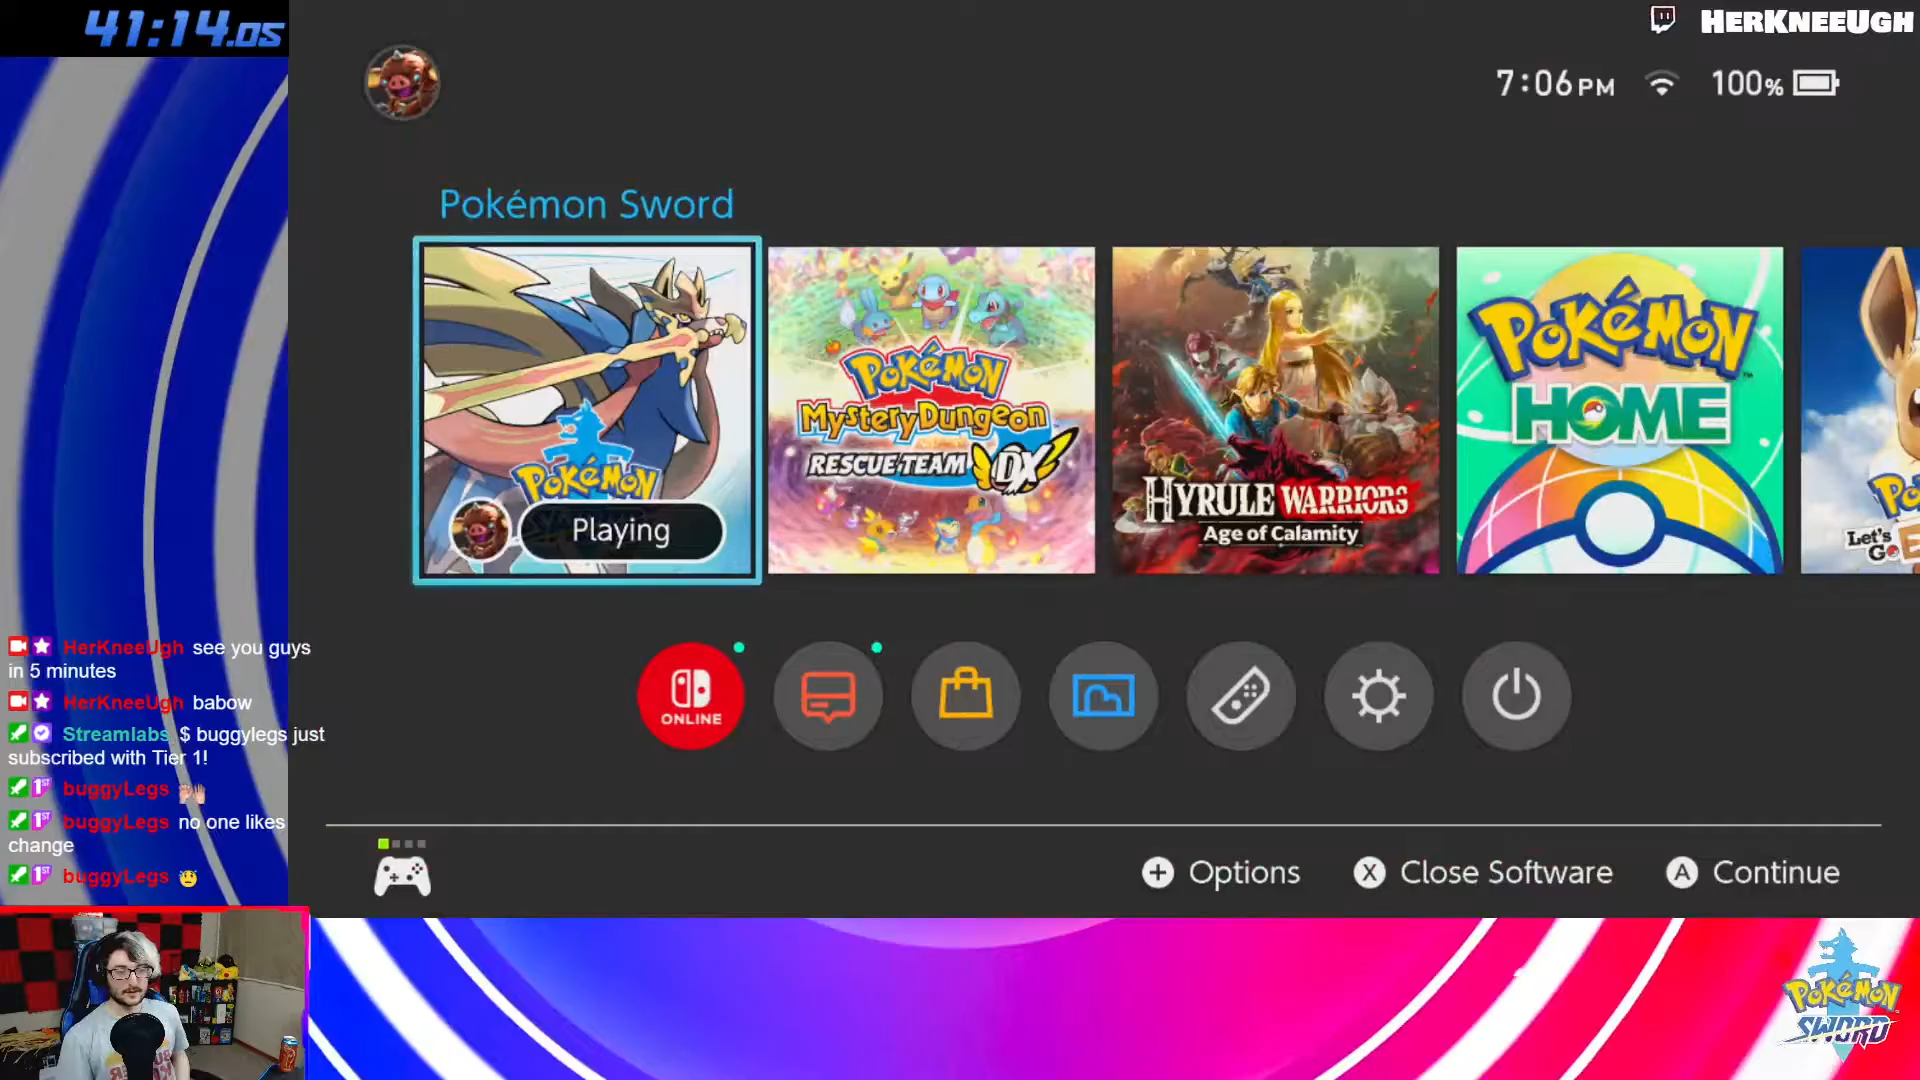 41:14.05
HerKneeUgh
7:06 PM
100%
Pokémon Sword
Pokémon
Playing
Pokémon
Mystery Dungeon
RESCUE TEAM DX
HYRULE WARRIORS
Age of Calamity
Pokémon
HOME
Let's
Go
ONLINE
HerKneeUgh see you guys
in 5 minutes
HerKneeUgh babow
Streamlabs $ buggylegs just
subscribed with Tier 1!
1ST buggyLegs
1ST buggyLegs no one likes
change
1ST buggyLegs
Options
X Close Software
A Continue
Pokémon
SWORD